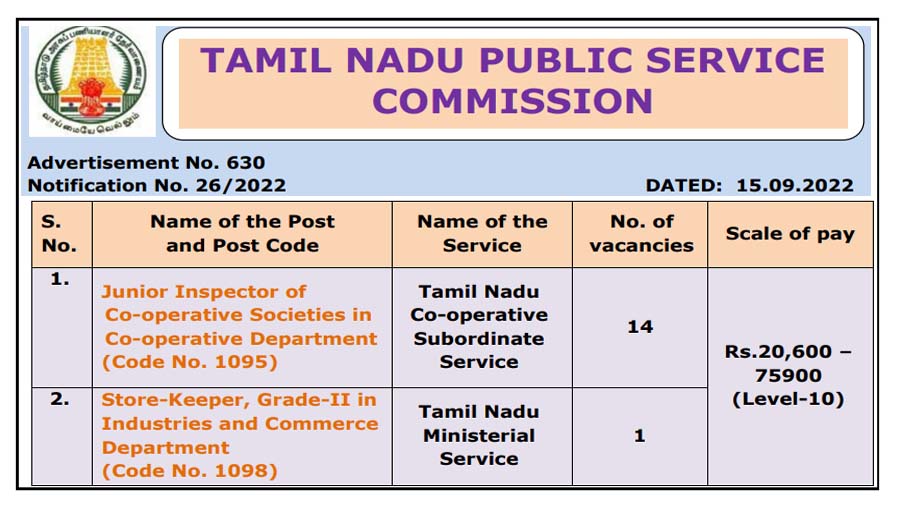 தமிழ்நாடு அரசுப் பணியாளர் தேர்வாணையம்
வாய்மையே வெல்லும்
TAMIL NADU PUBLIC SERVICE
COMMISSION
Advertisement No. 630
Notification No. 26/2022
DATED: 15.09.2022
S.
No.
Name of the Post
and Post Code
Name of the
Service
No. of
vacancies
Scale of pay
1.
Junior Inspector of
Co-operative Societies in
Co-operative Department
(Code No. 1095)
Tamil Nadu
Co-operative
Subordinate
Service
14
Rs.20,600 –
75900
(Level-10)
2.
Store-Keeper, Grade-II in
Industries and Commerce
Department
(Code No. 1098)
Tamil Nadu
Ministerial
Service
1